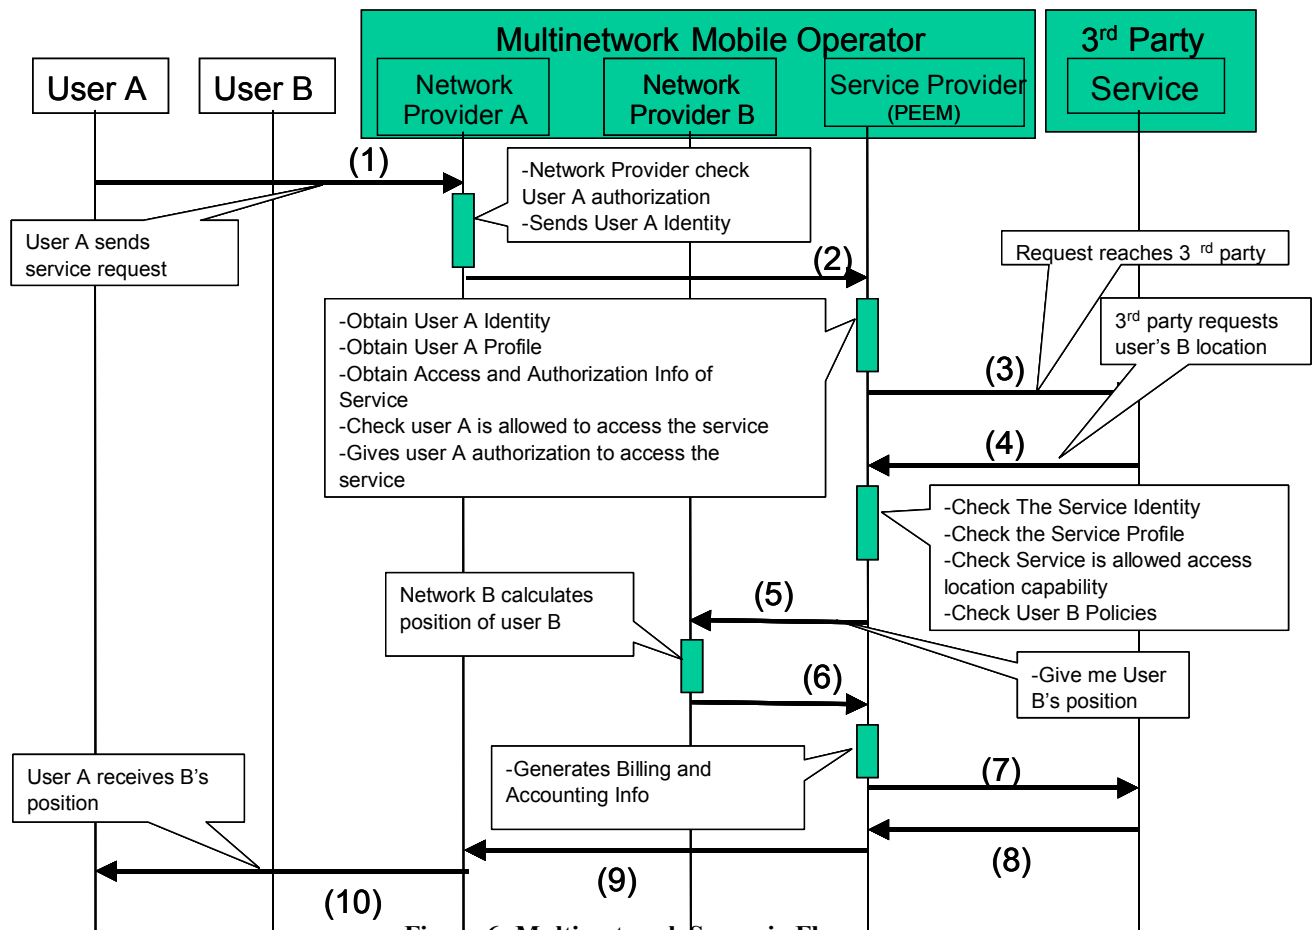 Multinetwork Mobile Operator
3rd Party
User A
User B
Network
Provider A
Network
Provider B
Service Provider
(PEEM)
Service
(1)
-Network Provider check
User A authorization
-Sends User A Identity
User A sends
service request
(2)
Request reaches 3 rd party
-Obtain User A Identity
-Obtain User A Profile
-Obtain Access and Authorization Info of
Service
-Check user A is allowed to access the service
-Gives user A authorization to access the
service
3rd party requests
user's B location
(3)
(4)
-Check The Service Identity
-Check the Service Profile
-Check Service is allowed access
location capability
-Check User B Policies
Network B calculates
position of user B
(5)
-Give me User
B's position
(6)
-Generates Billing and
Accounting Info
User A receives B's
position
(7)
(8)
(9)
(10)